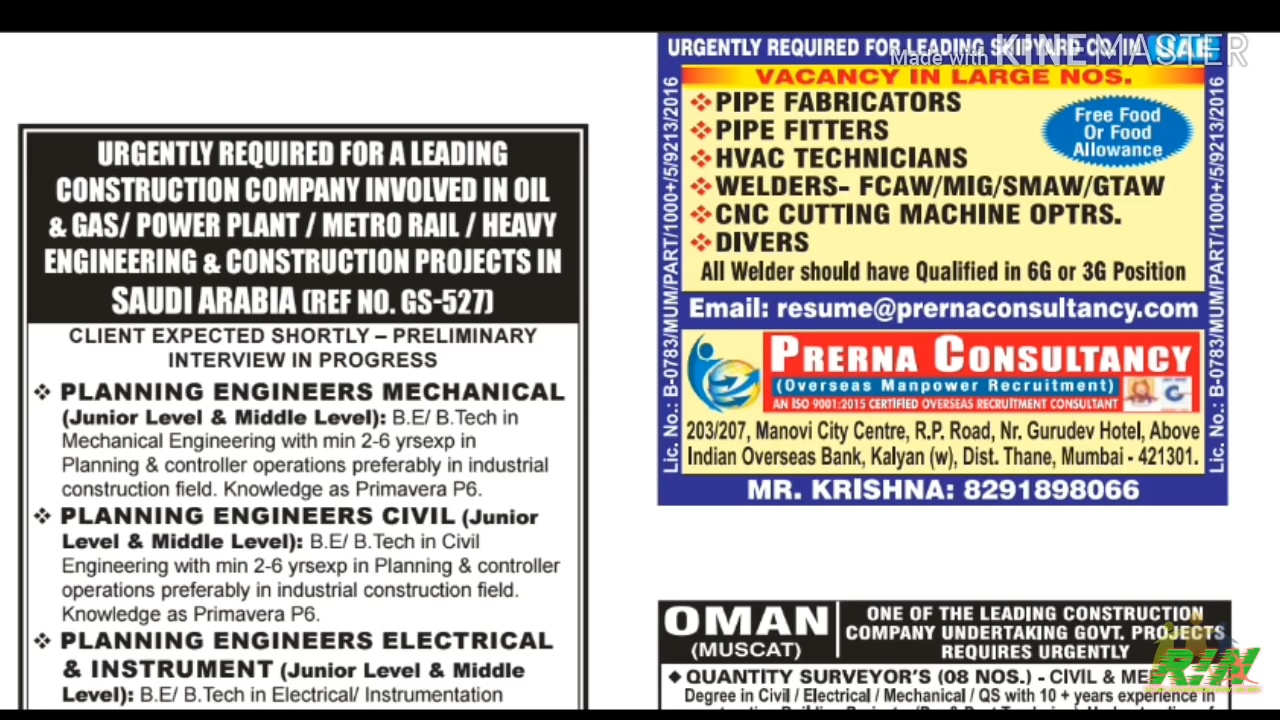 URGENTLY REQUIRED FOR A LEADING
CONSTRUCTION COMPANY INVOLVED IN OIL
& GAS/ POWER PLANT / METRO RAIL / HEAVY
ENGINEERING & CONSTRUCTION PROJECTS IN
SAUDI ARABIA (REF NO. GS-527)
CLIENT EXPECTED SHORTLY – PRELIMINARY
INTERVIEW IN PROGRESS
❖ PLANNING ENGINEERS MECHANICAL
(Junior Level & Middle Level): B.E/ B.Tech in
Mechanical Engineering with min 2-6 yrsexp in
Planning & controller operations preferably in industrial
construction field. Knowledge as Primavera P6.
❖ PLANNING ENGINEERS CIVIL (Junior
Level & Middle Level): B.E/ B.Tech in Civil
Engineering with min 2-6 yrsexp in Planning & controller
operations preferably in industrial construction field.
Knowledge as Primavera P6.
❖ PLANNING ENGINEERS ELECTRICAL
& INSTRUMENT (Junior Level & Middle
Level): B.E/ B.Tech in Electrical/ Instrumentation
URGENTLY REQUIRED FOR LEADING SHIPYARD CO. IN UAE
Made with KINEMASTER
VACANCY IN LARGE NOS.
❖ PIPE FABRICATORS
❖ PIPE FITTERS
❖ HVAC TECHNICIANS
❖ WELDERS- FCAW/MIG/SMAW/GTAW
❖ CNC CUTTING MACHINE OPTRS.
❖ DIVERS
Free Food
Or Food
Allowance
All Welder should have Qualified in 6G or 3G Position
Email: resume@prernaconsultancy.com
PRERNA CONSULTANCY
(Overseas Manpower Recruitment)
AN ISO 9001:2015 CERTIFIED OVERSEAS RECRUITMENT CONSULTANT
203/207, Manovi City Centre, R.P. Road, Nr. Gurudev Hotel, Above
Indian Overseas Bank, Kalyan (w), Dist. Thane, Mumbai - 421301.
MR. KRISHNA: 8291898066
Lic. No.: B-0783/MUM/PART/1000+/5/9213/2016
Lic. No.: B-0783/MUM/PART/1000+/5/9213/2016
OMAN
(MUSCAT)
ONE OF THE LEADING CONSTRUCTION
COMPANY UNDERTAKING GOVT. PROJECTS
REQUIRES URGENTLY
◆ QUANTITY SURVEYOR'S (08 NOS.) - CIVIL &
Degree in Civil / Electrical / Mechanical / QS with 10 + years experience in
RIN